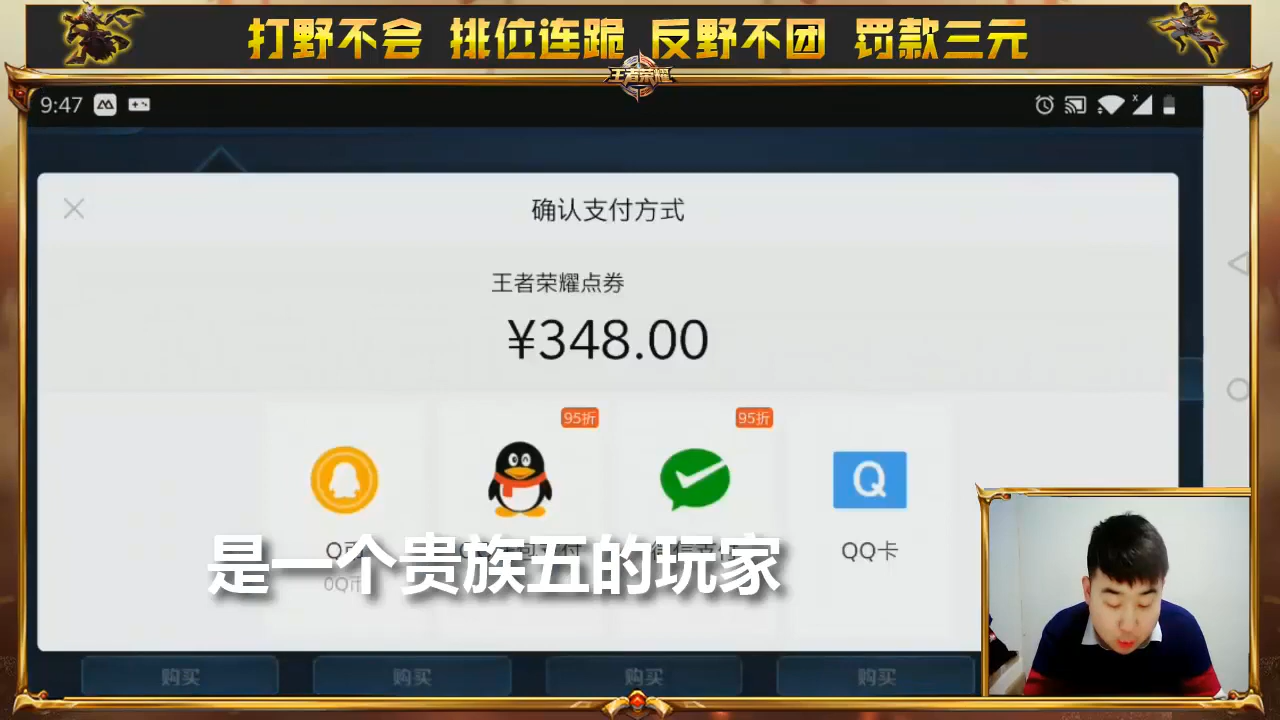 打野不会 排位连跪 反野不团 罚款三元
王者荣耀
9:47
确认支付方式
王者荣耀点券
¥348.00
95折 95折
QQ卡
0Q币
是一个贵族五的玩家
购买 购买 购买 购买